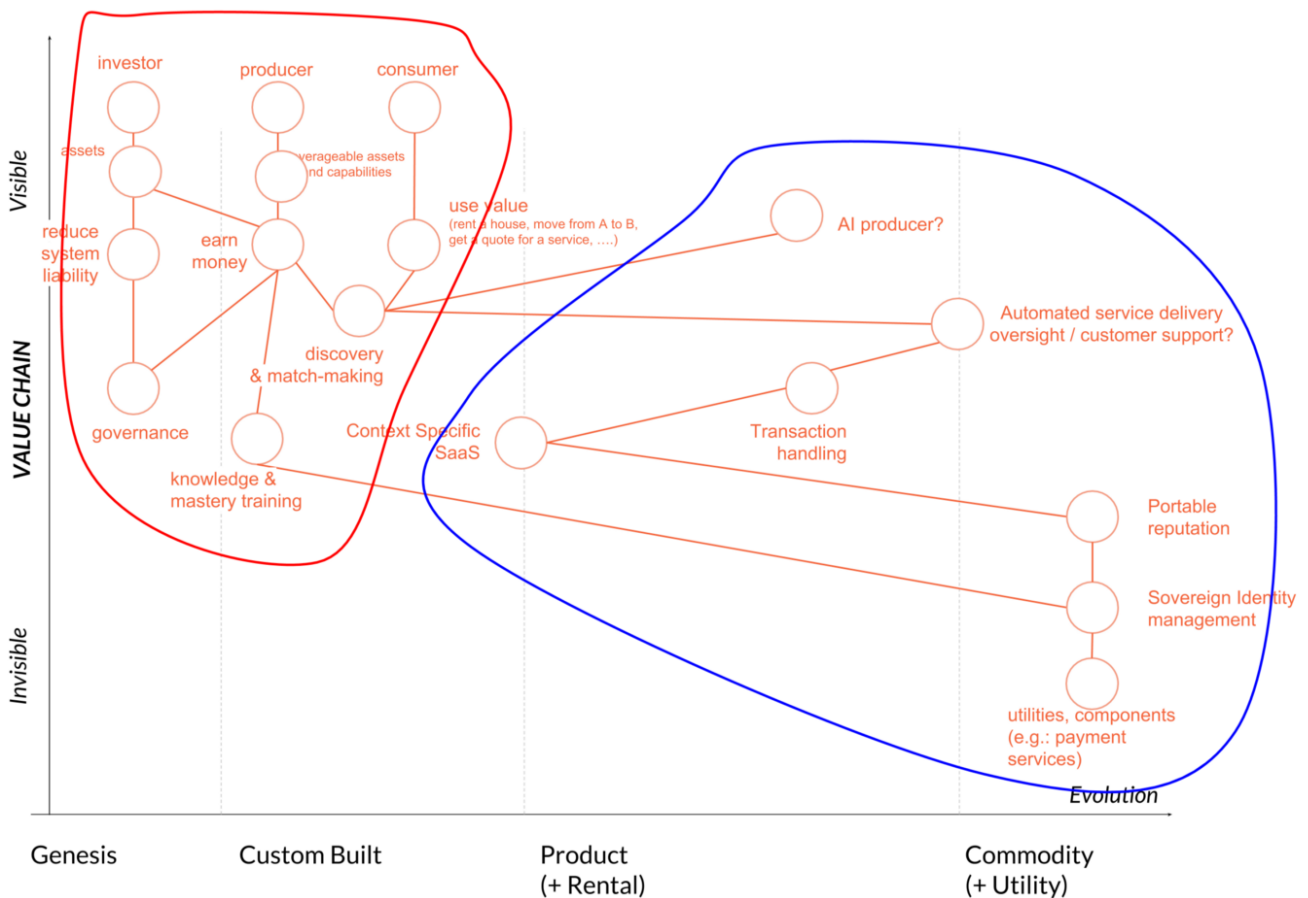 investor
producer
consumer
assets
verageable assets
nd capabilities
Visible
use value
(rent a house, move from A to B,
get a quote for a service, ....)
AI producer?
reduce
system
liability
earn
money
Automated service delivery
oversight / customer support?
discovery
& match-making
VALUE CHAIN
governance
Context Specific
SaaS
Transaction
handling
knowledge &
mastery training
Portable
reputation
Sovereign Identity
management
Invisible
utilities, components
(e.g.: payment
services)
Evolution
Genesis
Custom Built
Product
(+ Rental)
Commodity
(+ Utility)